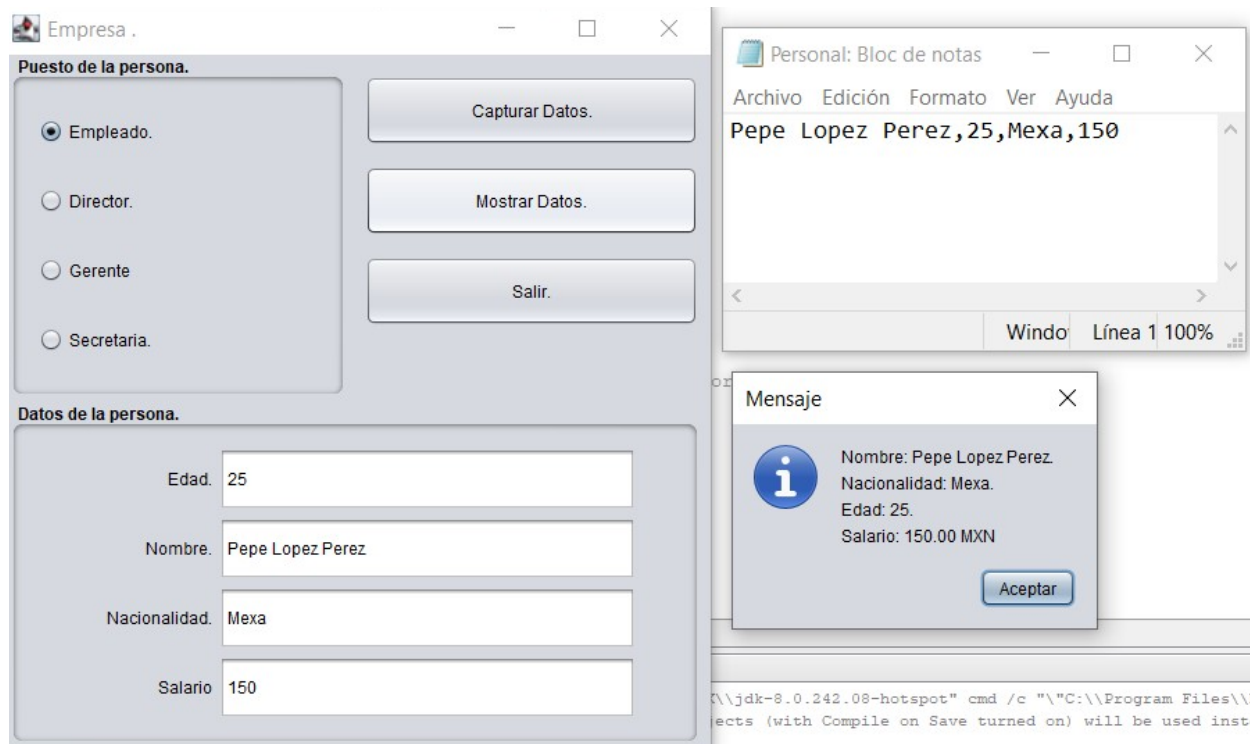 Empresa .
Puesto de la persona.
Empleado.
Director.
Gerente
Secretaria.
Capturar Datos.
Mostrar Datos.
Salir.
Datos de la persona.
Edad. 25
Nombre. Pepe Lopez Perez
Nacionalidad. Mexa
Salario 150
Personal: Bloc de notas
Archivo Edición Formato Ver Ayuda
Pepe Lopez Perez,25,Mexa,150
Línea 1 100%
Mensaje
Nombre: Pepe Lopez Perez.
Nacionalidad: Mexa.
Edad: 25.
Salario: 150.00 MXN
Aceptar
\\jdk-8.0.242.08-hotspot" cmd /c "\"C:\\Program Files\\
(with Compile on Save turned on) will be used